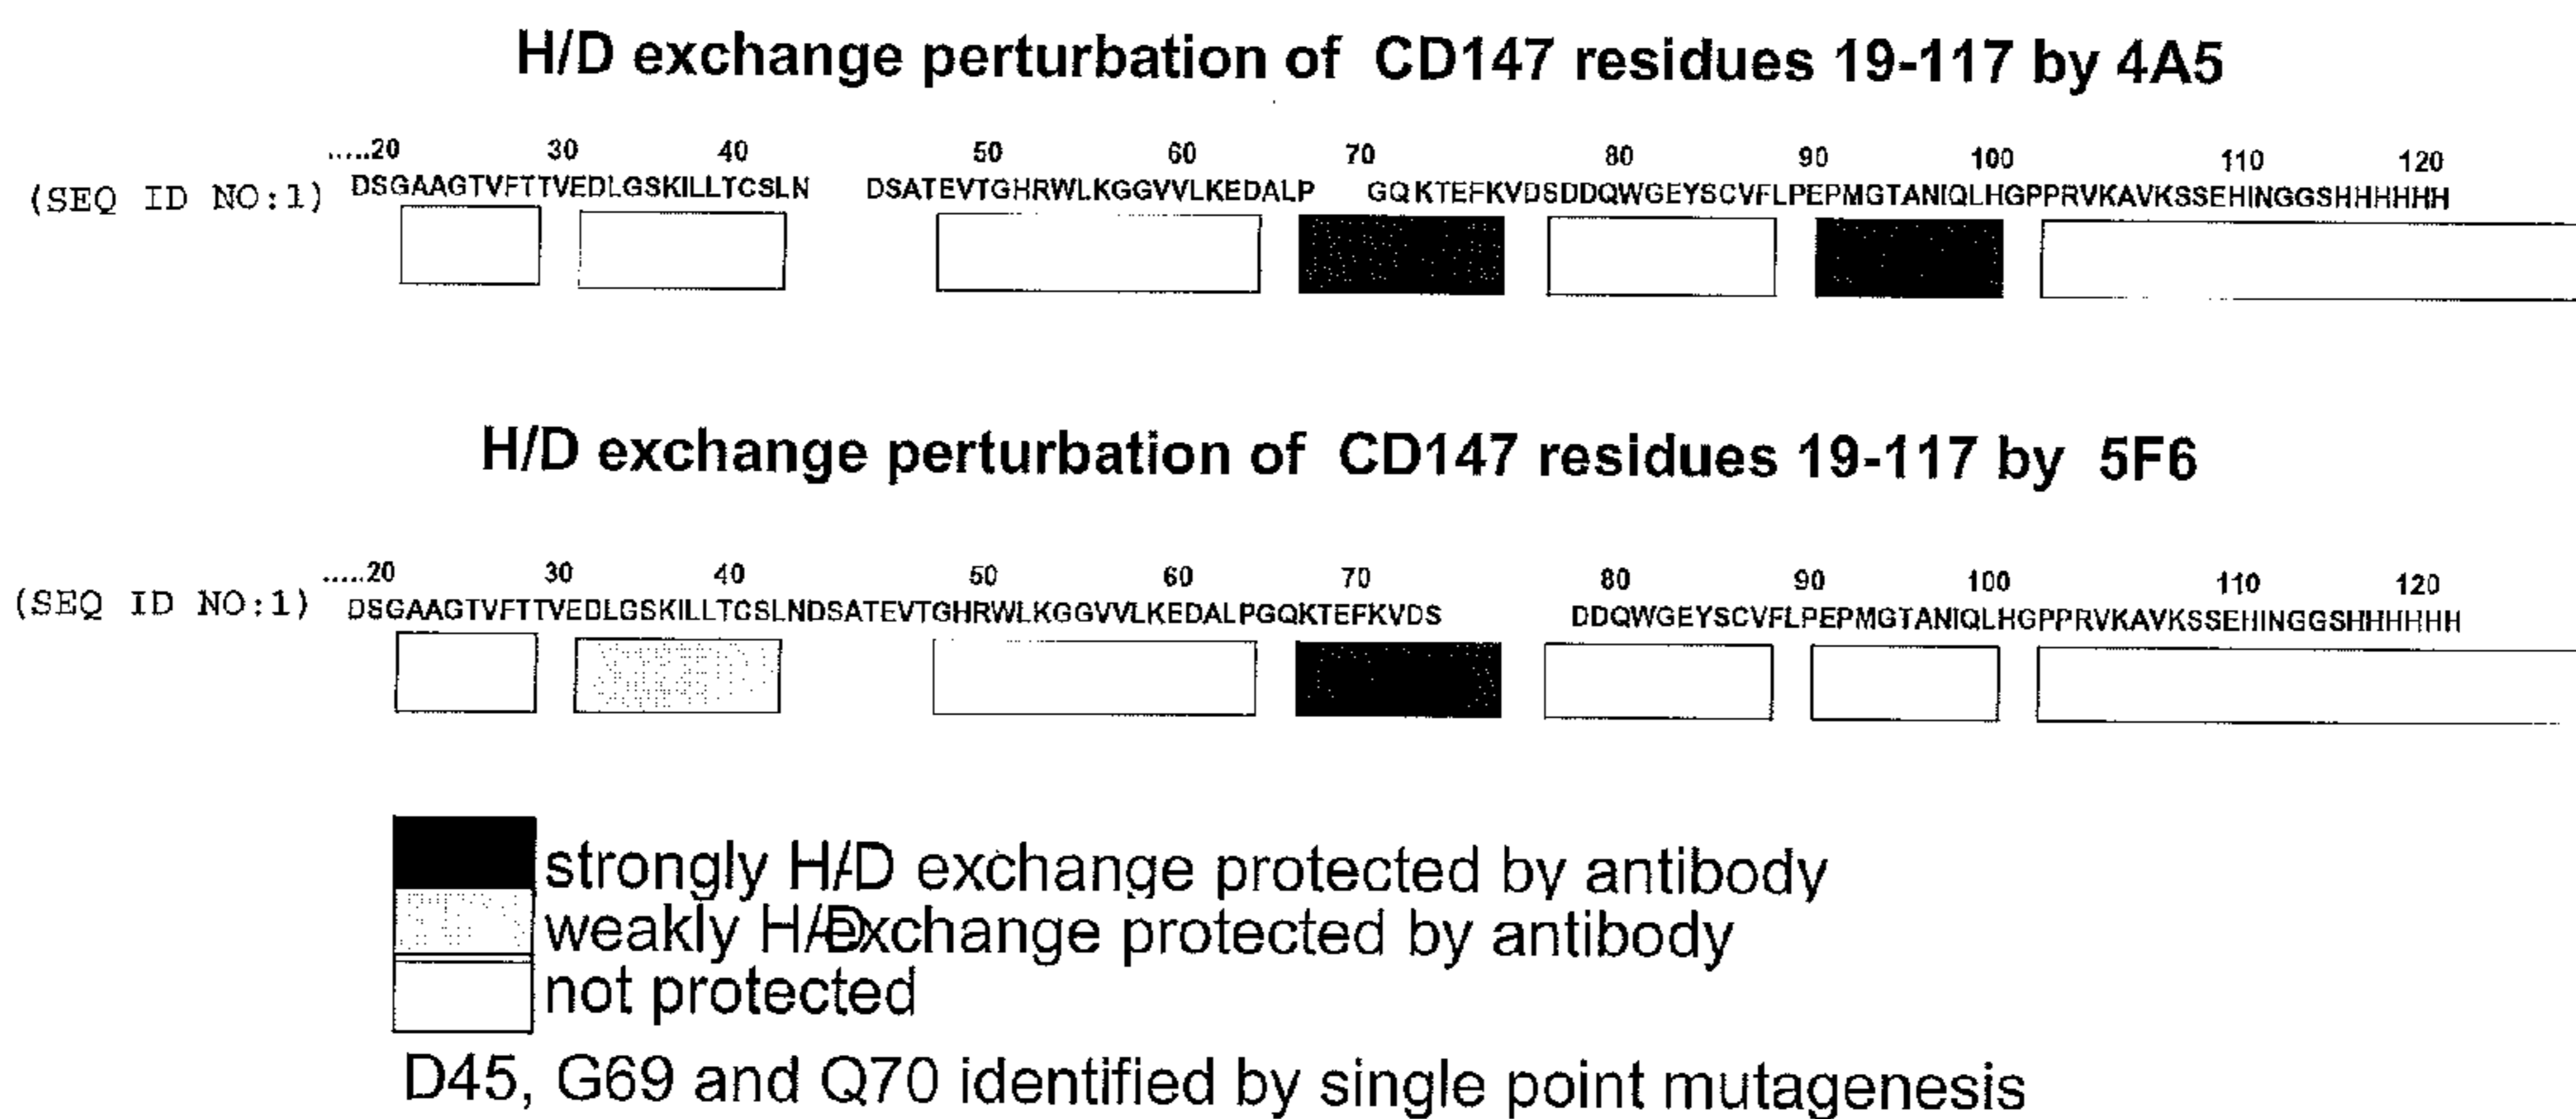 H/D exchange perturbation of CD147 residues 19-117 by 4A5
.....20 30 40 50 60 70 80 90 100 110 120
(SEQ ID NO:1) DSGAAGTVFTTVEDLGSKILLTCSLN DSATEVTGHRWLKGGVVLKEDALP GQKTEFKVDSDDQWGEYSCVFLPEPMGTANIQLHGPPRVKAVKSSEHINGGSHHHHHH
H/D exchange perturbation of CD147 residues 19-117 by 5F6
.....20 30 40 50 60 70 80 90 100 110 120
(SEQ ID NO:1) DSGAAGTVFTTVEDLGSKILLTCSLNDSATEVTGHRWLKGGVVLKEDALPGQKTEFKVDS DDQWGEYSCVFLPEPMGTANIQLHGPPRVKAVKSSEHINGGSHHHHHH
strongly H/D exchange protected by antibody
weakly H/D exchange protected by antibody
not protected
D45, G69 and Q70 identified by single point mutagenesis